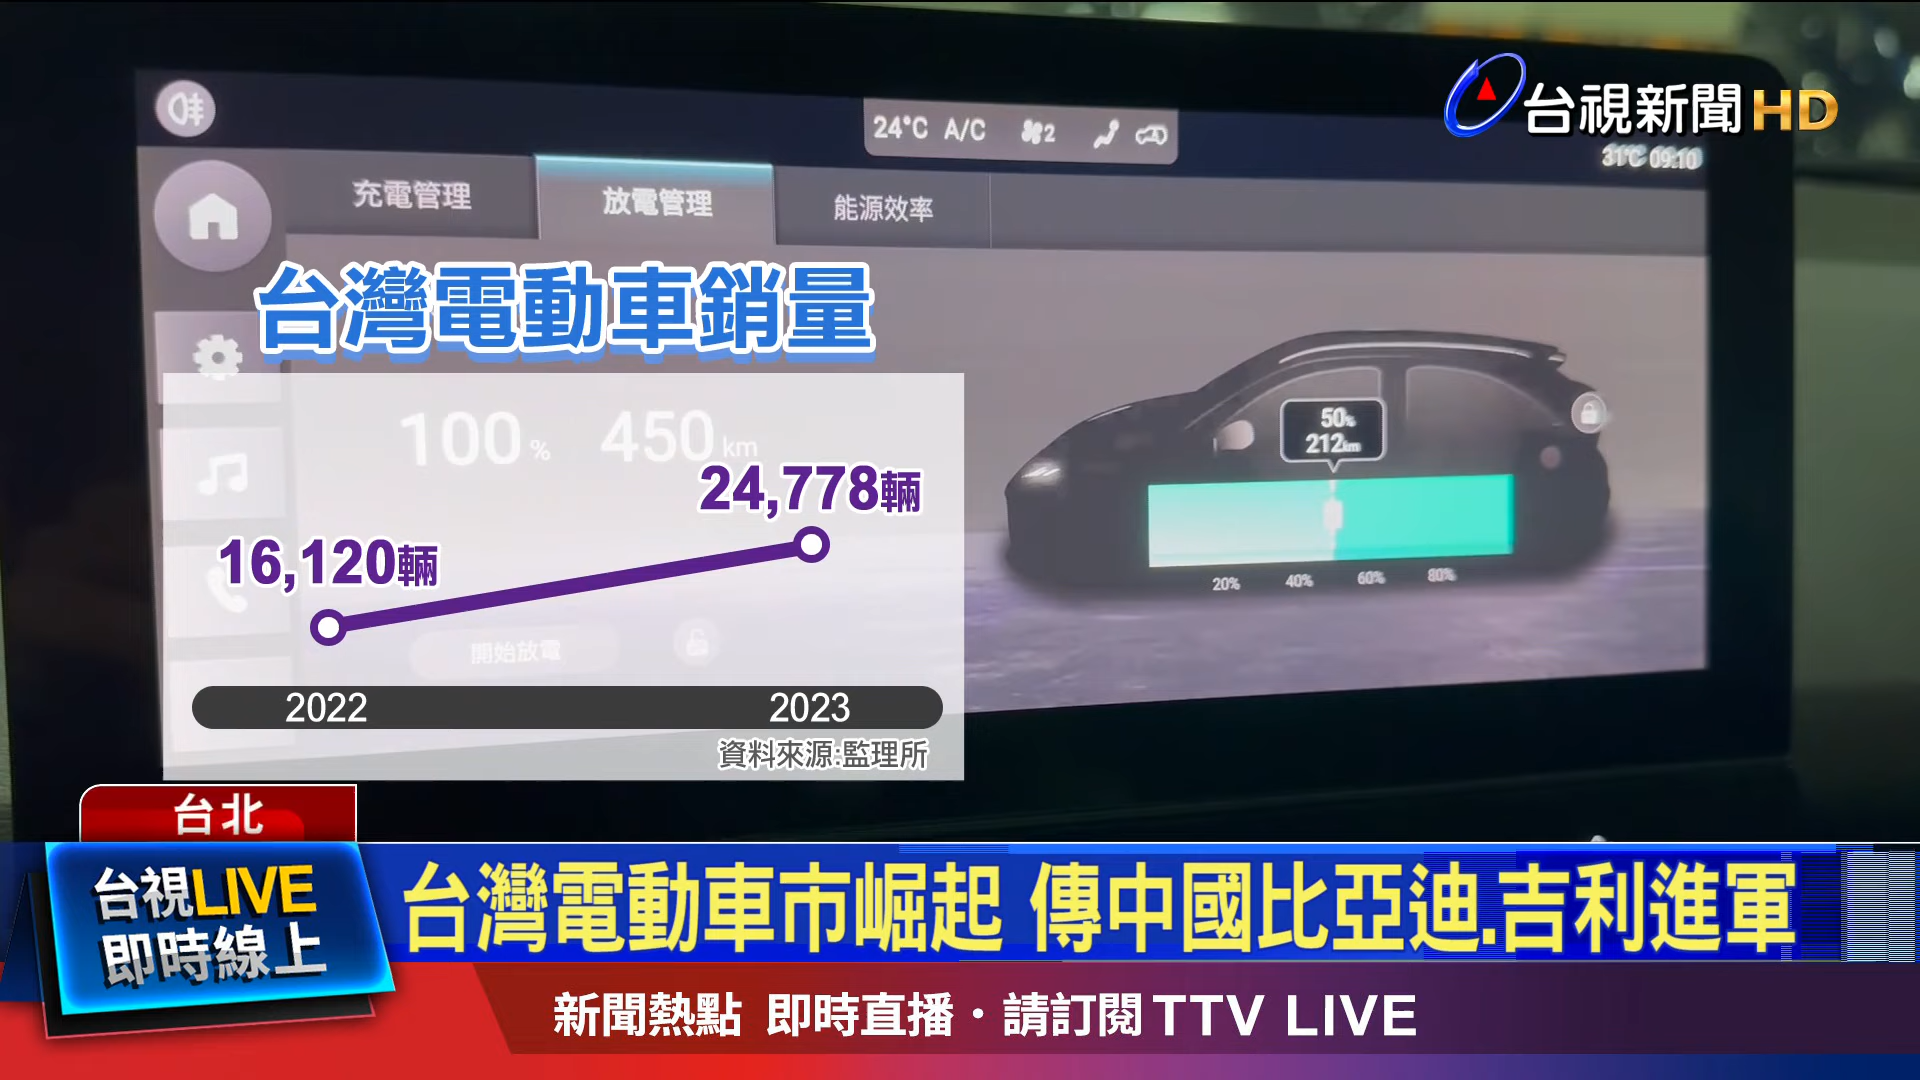 台視新聞HD
24°C A/C 2
31°C 09:10
充電管理 放電管理 能源效率
台灣電動車銷量
100% 450km
50%
212km
24,778輛
16,120輛
20% 40% 60% 80%
開始放電
2022 2023
資料來源:監理所
台北
台視LIVE
即時線上
台灣電動車市崛起 傳中國比亞迪.吉利進軍
新聞熱點 即時直播・請訂閱TTV LIVE